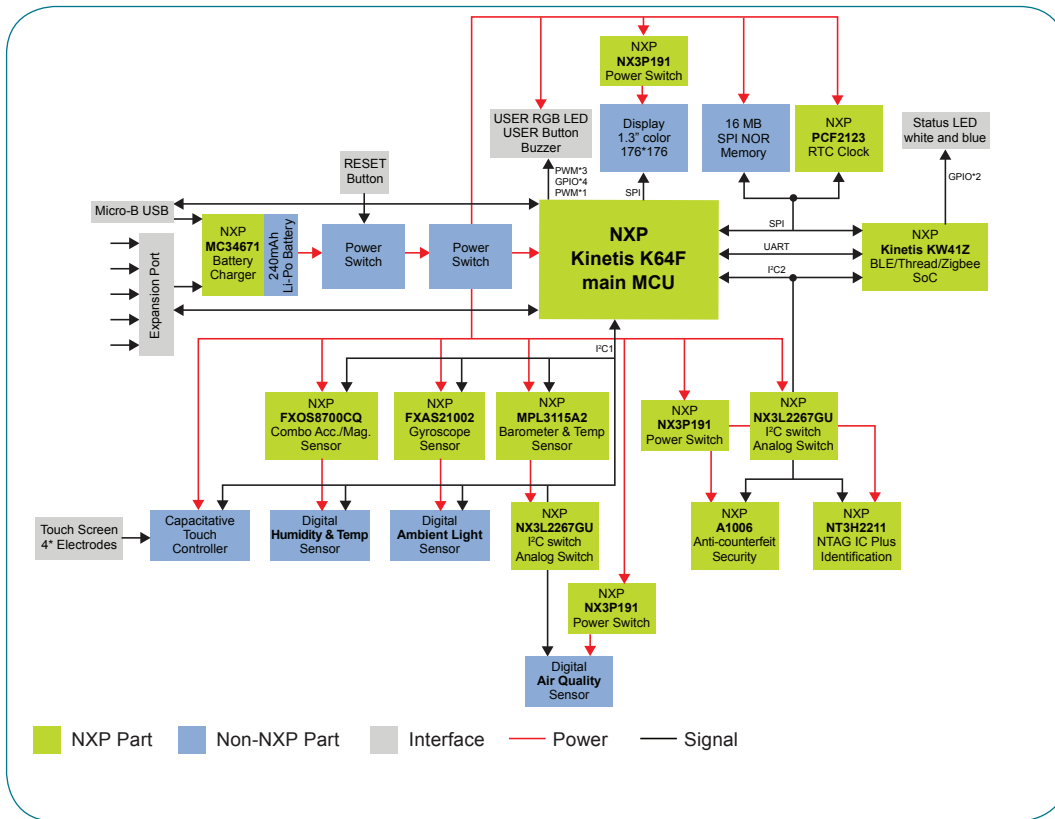 NXP
NX3P191
Power Switch
USER RGB LED
USER Button
Buzzer
Display
1.3” color
176*176
16 MB
SPI NOR
Memory
NXP
PCF2123
RTC Clock
Status LED
white and blue
RESET
Button
PWM*3
GPIO*4
PWM*1
SPI
GPIO*2
Micro-B USB
NXP
MC34671
Battery
Charger
240mAh
Li-Po Battery
Power
Switch
Power
Switch
NXP
Kinetis K64F
main MCU
SPI
UART
I²C2
NXP
Kinetis KW41Z
BLE/Thread/Zigbee
SoC
Expansion Port
I²C1
NXP
FXOS8700CQ
Combo Acc./Mag.
Sensor
NXP
FXAS21002
Gyroscope
Sensor
NXP
MPL3115A2
Barometer & Temp
Sensor
NXP
NX3P191
Power Switch
NXP
NX3L2267GU
I²C switch
Analog Switch
Touch Screen
4* Electrodes
Capacitative
Touch
Controller
Digital
Humidity & Temp
Sensor
Digital
Ambient Light
Sensor
NXP
NX3L2267GU
I²C switch
Analog Switch
NXP
A1006
Anti-counterfeit
Security
NXP
NT3H2211
NTAG IC Plus
Identification
NXP
NX3P191
Power Switch
Digital
Air Quality
Sensor
NXP Part
Non-NXP Part
Interface
Power
Signal